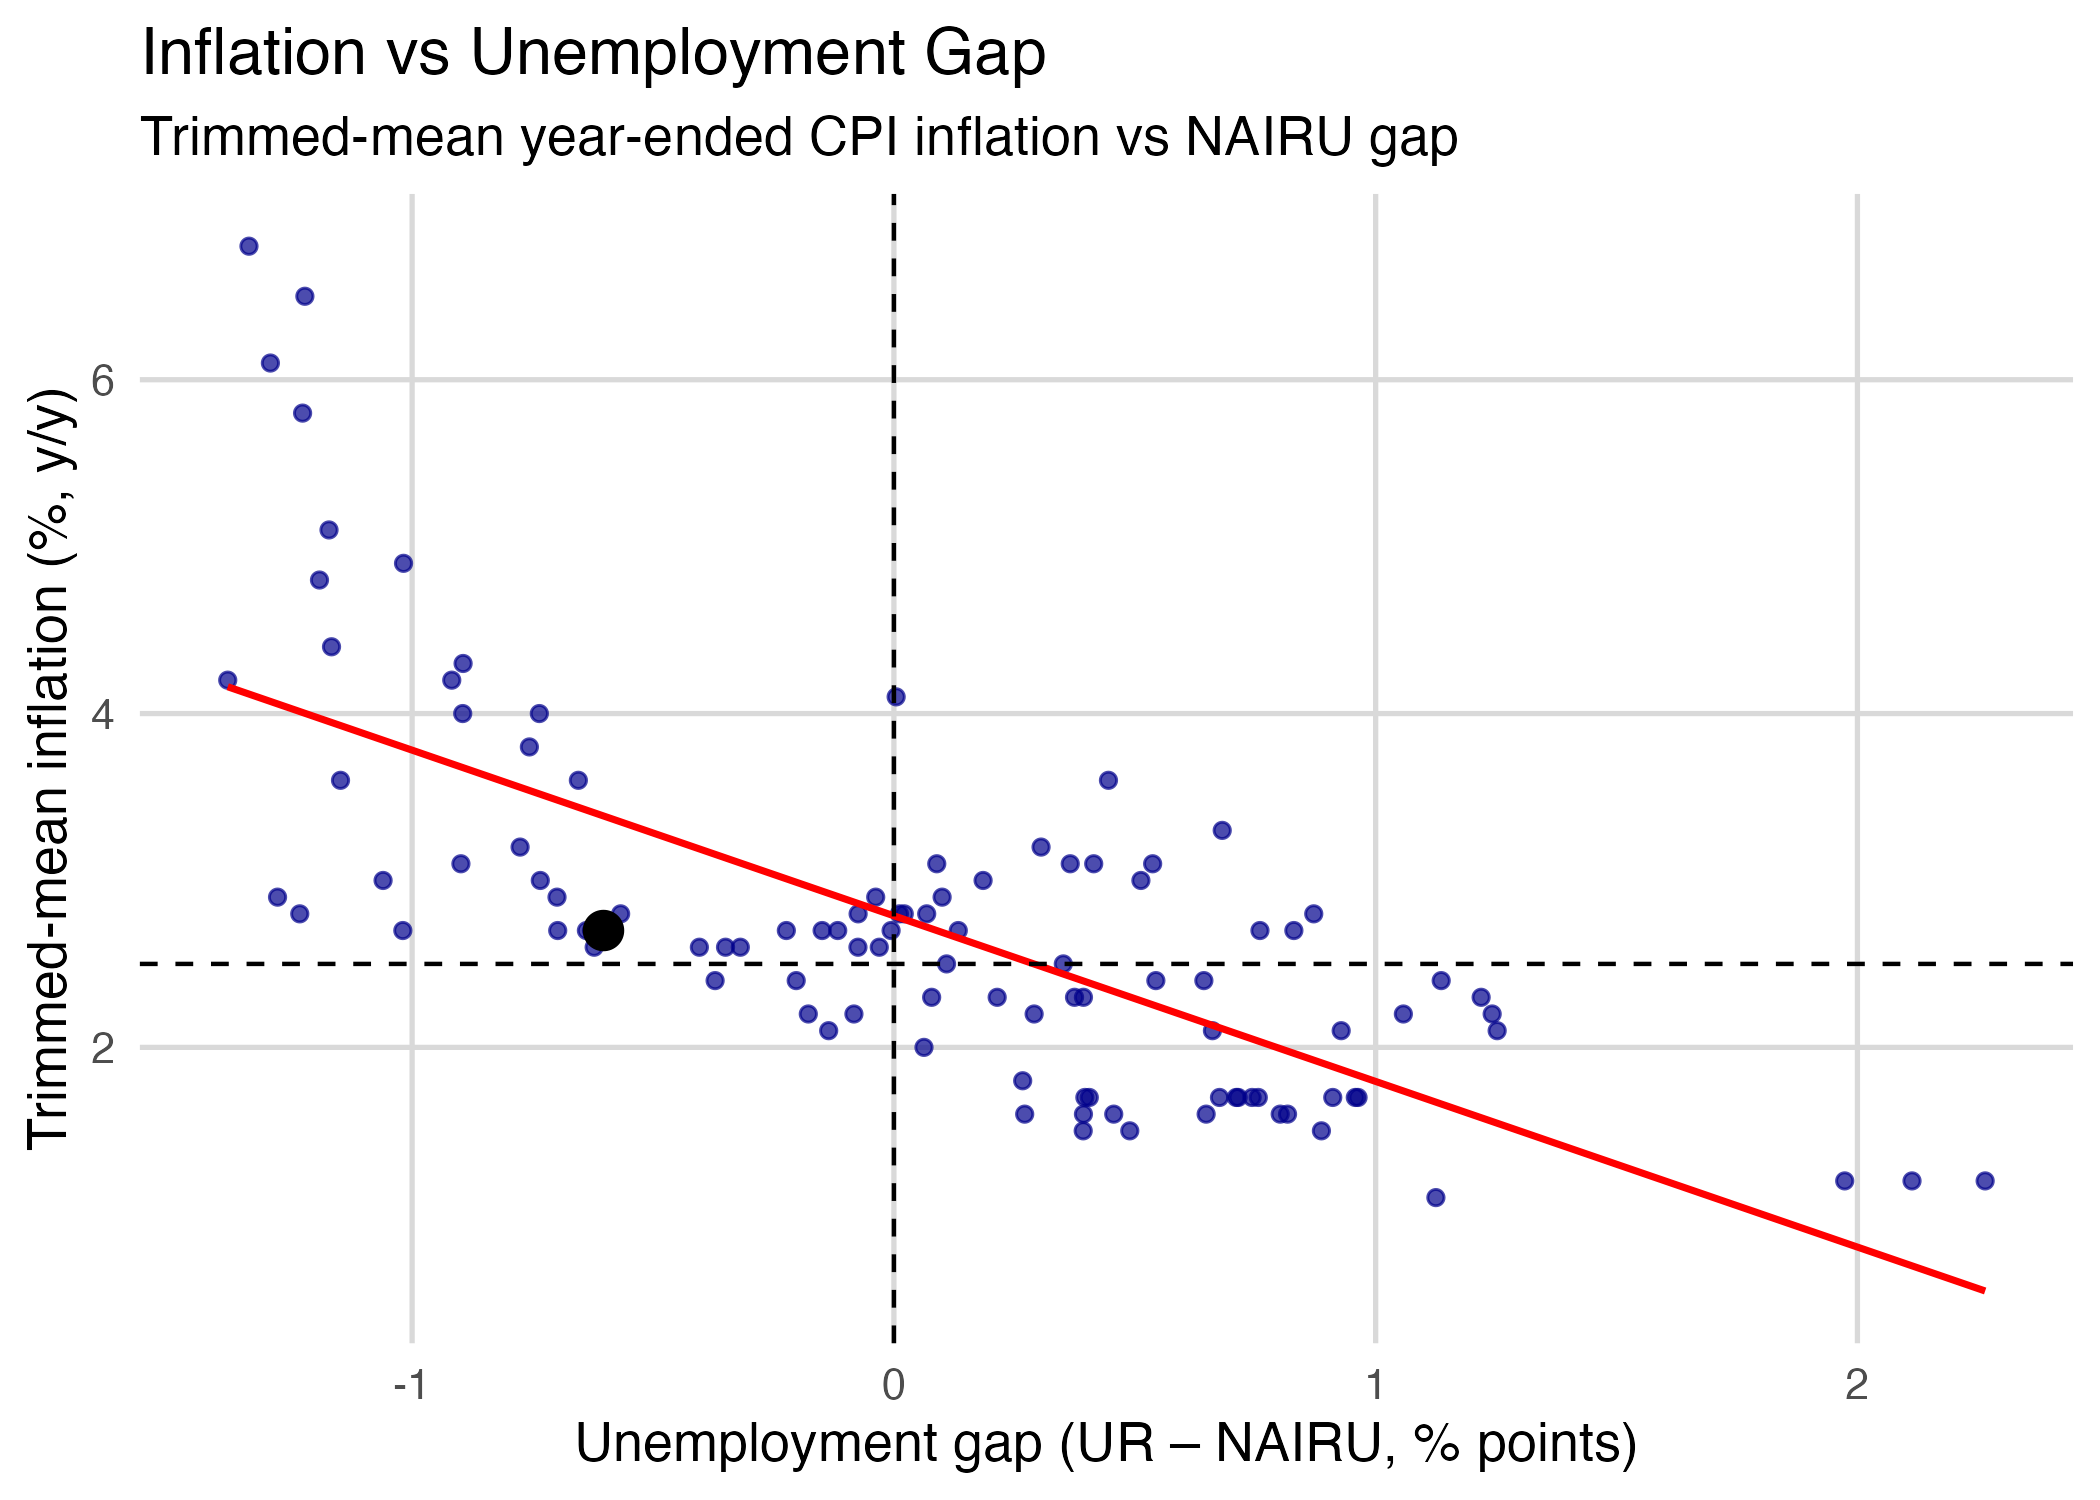 Inflation vs Unemployment Gap
Trimmed-mean year-ended CPI inflation vs NAIRU gap
Trimmed-mean inflation (%, y/y)
6
4
2
-1
0
1
2
Unemployment gap (UR – NAIRU, % points)